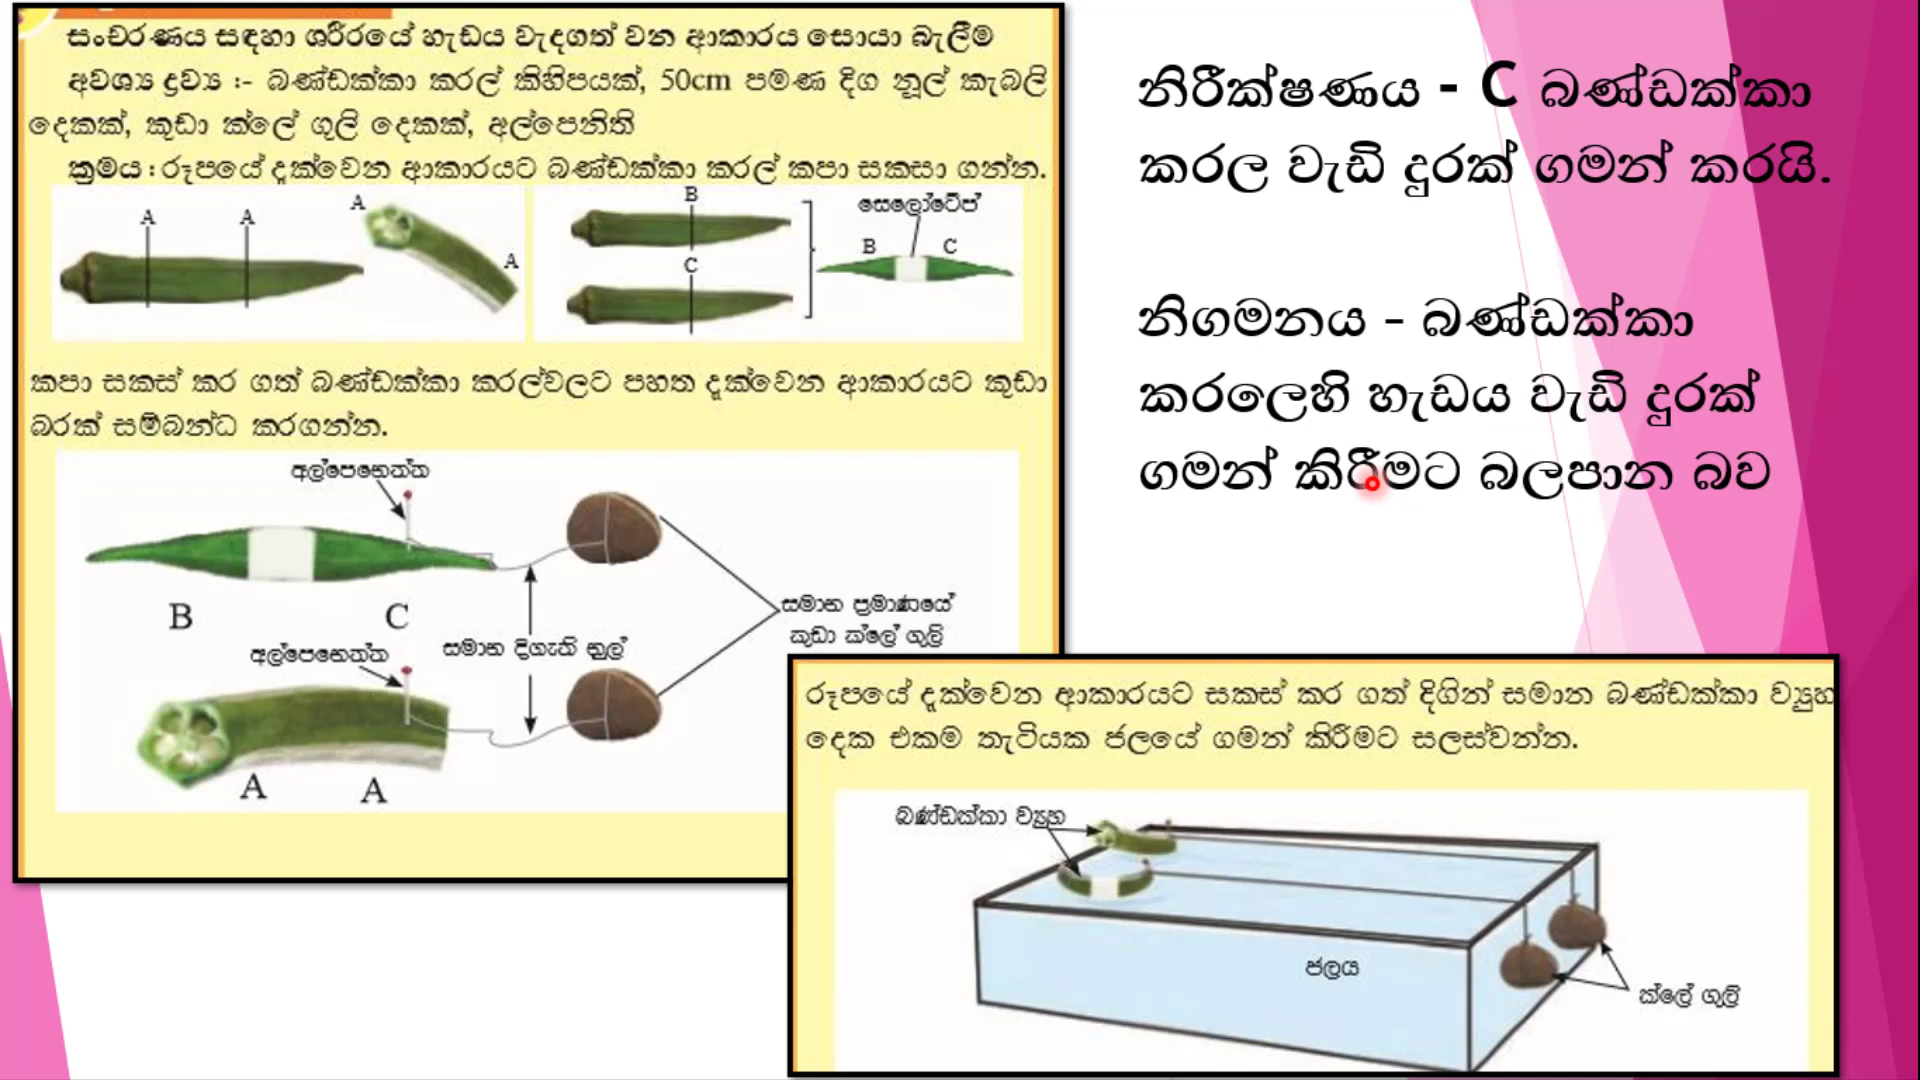 සංචරණය සඳහා ශරීරයේ හැඩය වැදගත් වන ආකාරය සොයා බැලීම
අවශ්‍ය ද්‍රව්‍ය :- බණ්ඩක්කා කරල් කිහිපයක්, 50cm පමණ දිග නූල් කැබලි
දෙකක්, කුඩා ක්ලේ ගුලි දෙකක්, අල්පෙනිති
ක්‍රමය : රූපයේ දැක්වෙන ආකාරයට බණ්ඩක්කා කරල් කපා සකසා ගන්න.
A A A A
B C සෙලෝටේප් B C
කපා සකස් කර ගත් බණ්ඩක්කා කරල්වලට පහත දැක්වෙන ආකාරයට කුඩා
බරක් සම්බන්ධ කරගන්න.
අල්පෙනෙත්ත
B C
සමාන ප්‍රමාණයේ
කුඩා ක්ලේ ගුලි
අල්පෙනෙත්ත සමාන දිගැති නූල්
A A
නිරීක්ෂණය - C බණ්ඩක්කා
කරල වැඩි දුරක් ගමන් කරයි.
නිගමනය - බණ්ඩක්කා
කරලෙහි හැඩය වැඩි දුරක්
ගමන් කිරීමට බලපාන බව
රූපයේ දැක්වෙන ආකාරයට සකස් කර ගත් දිගින් සමාන බණ්ඩක්කා ව්‍යුහ
දෙක එකම තැටියක ජලයේ ගමන් කිරීමට සලස්වන්න.
බණ්ඩක්කා ව්‍යුහ
ජලය
ක්ලේ ගුලි